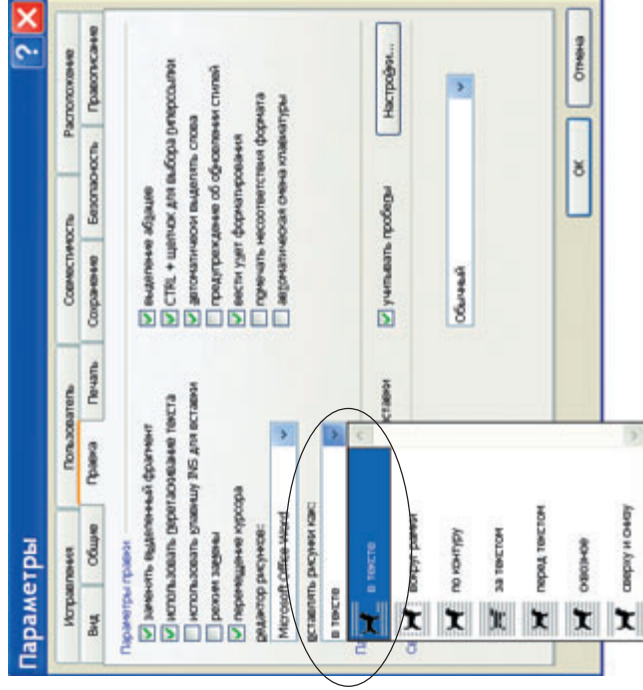 Параметры
Исправления Пользователь Совместимость Расположение
Вид Общие Правка Печать Сохранение Безопасность Правописание
Параметры правки
заменять выделенный фрагмент
использовать перетаскивание текста
использовать клавишу INS для вставки
режим замены
перемещение курсора
редактор рисунков:
Microsoft Office Word
вставлять рисунки как:
в тексте
выделение абзацев
CTRL + щелчок для выбора гиперссылки
автоматически выделять слова
предупреждение об обновлении стилей
вести учет форматирования
помечать несоответствия формата
автоматическая смена клавиатуры
в тексте
вокруг рамки
по контуру
за текстом
перед текстом
сквозное
сверху и снизу
ставки
учитывать пробелы
Настройки...
Обычный
ОК
Отмена